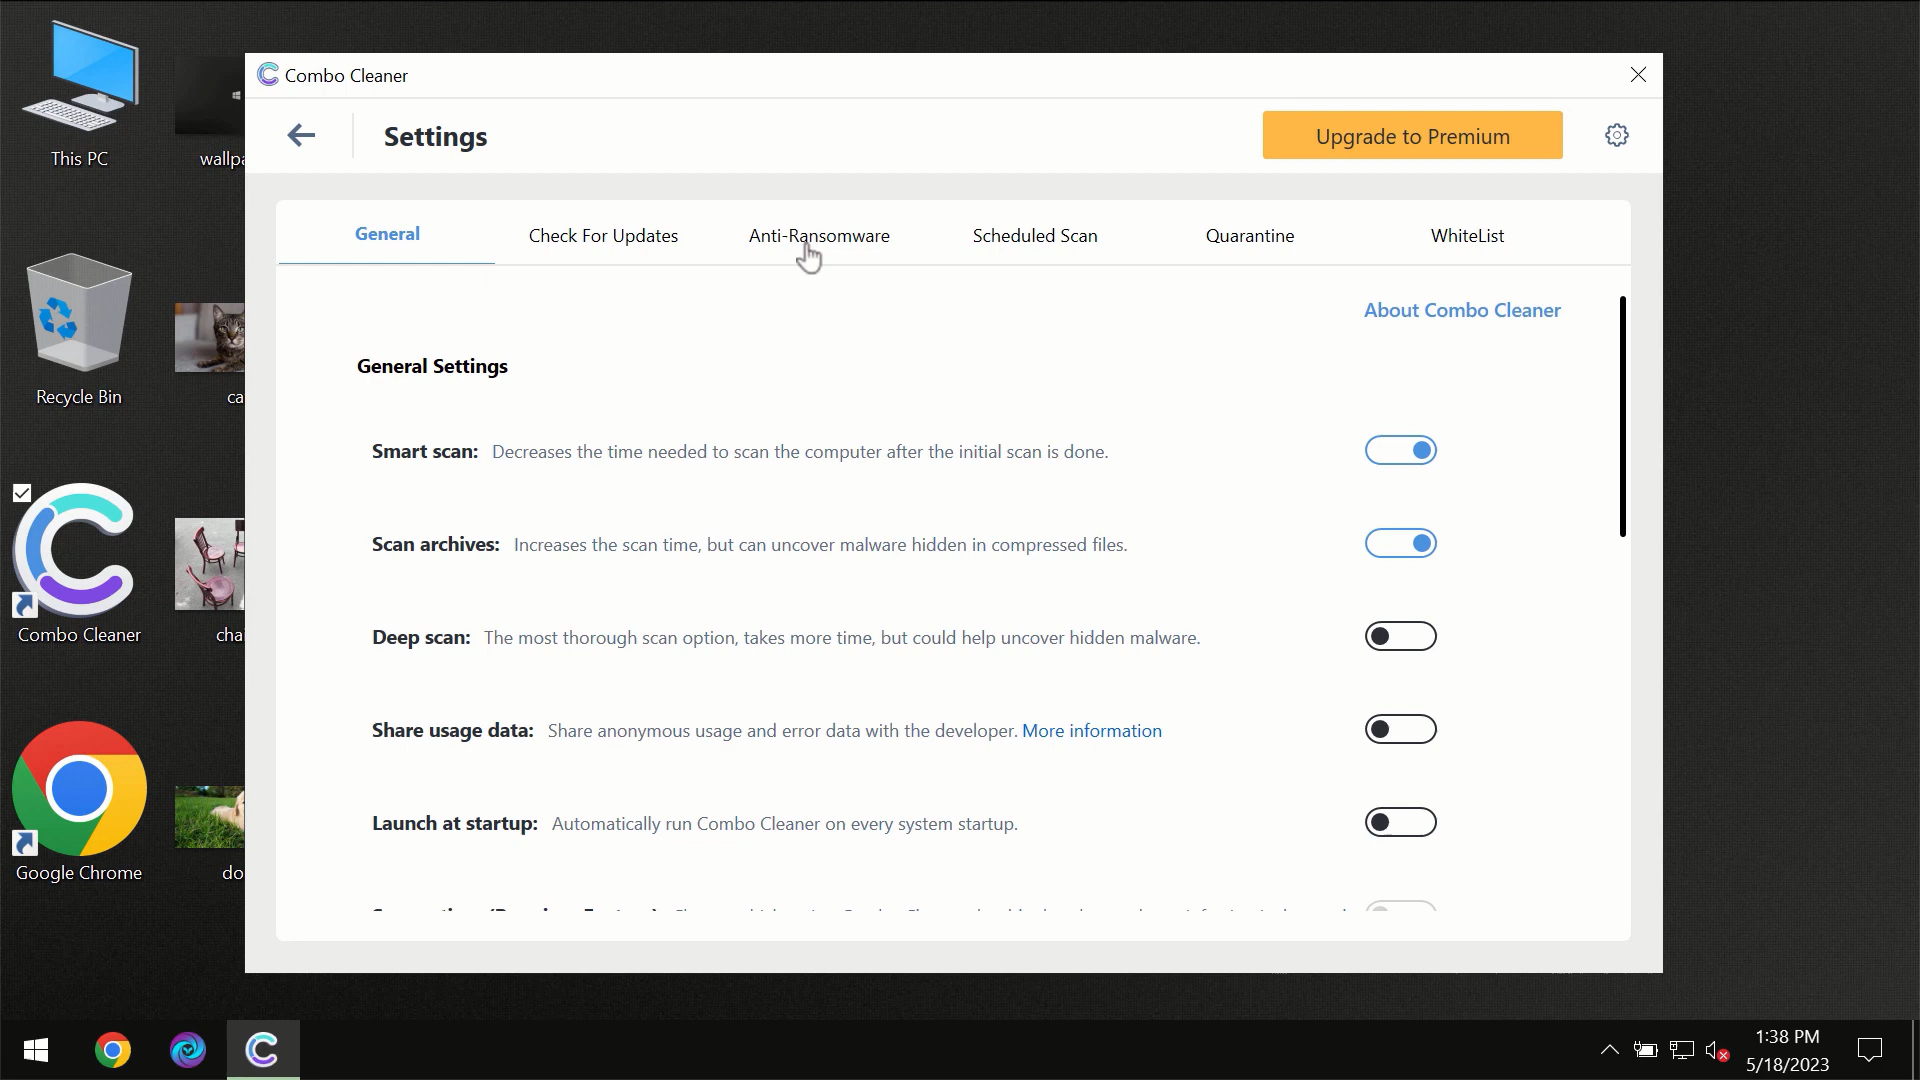 This PC
wallpa
Recycle Bin
ca
Combo Cleaner
chai
Google Chrome
do
Combo Cleaner
Settings
Upgrade to Premium
General
Check For Updates
Anti-Ransomware
Scheduled Scan
Quarantine
WhiteList
About Combo Cleaner
General Settings
Smart scan: Decreases the time needed to scan the computer after the initial scan is done.
Scan archives: Increases the scan time, but can uncover malware hidden in compressed files.
Deep scan: The most thorough scan option, takes more time, but could help uncover hidden malware.
Share usage data: Share anonymous usage and error data with the developer. More information
Launch at startup: Automatically run Combo Cleaner on every system startup.
1:38 PM
5/18/2023